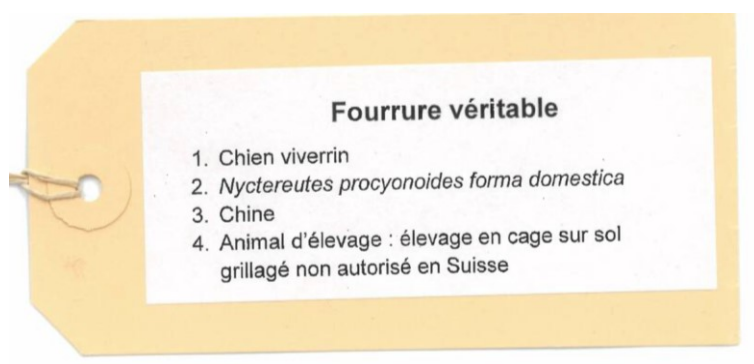 Fourrure véritable
1. Chien viverrin
2. Nyctereutes procyonoides forma domestica
3. Chine
4. Animal d'élevage : élevage en cage sur sol
grillagé non autorisé en Suisse